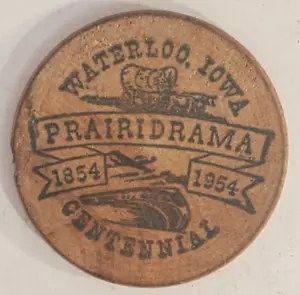 WATERLOO, IOWA
PRAIRIDRAMA
1854 1954
CENTENNIAL